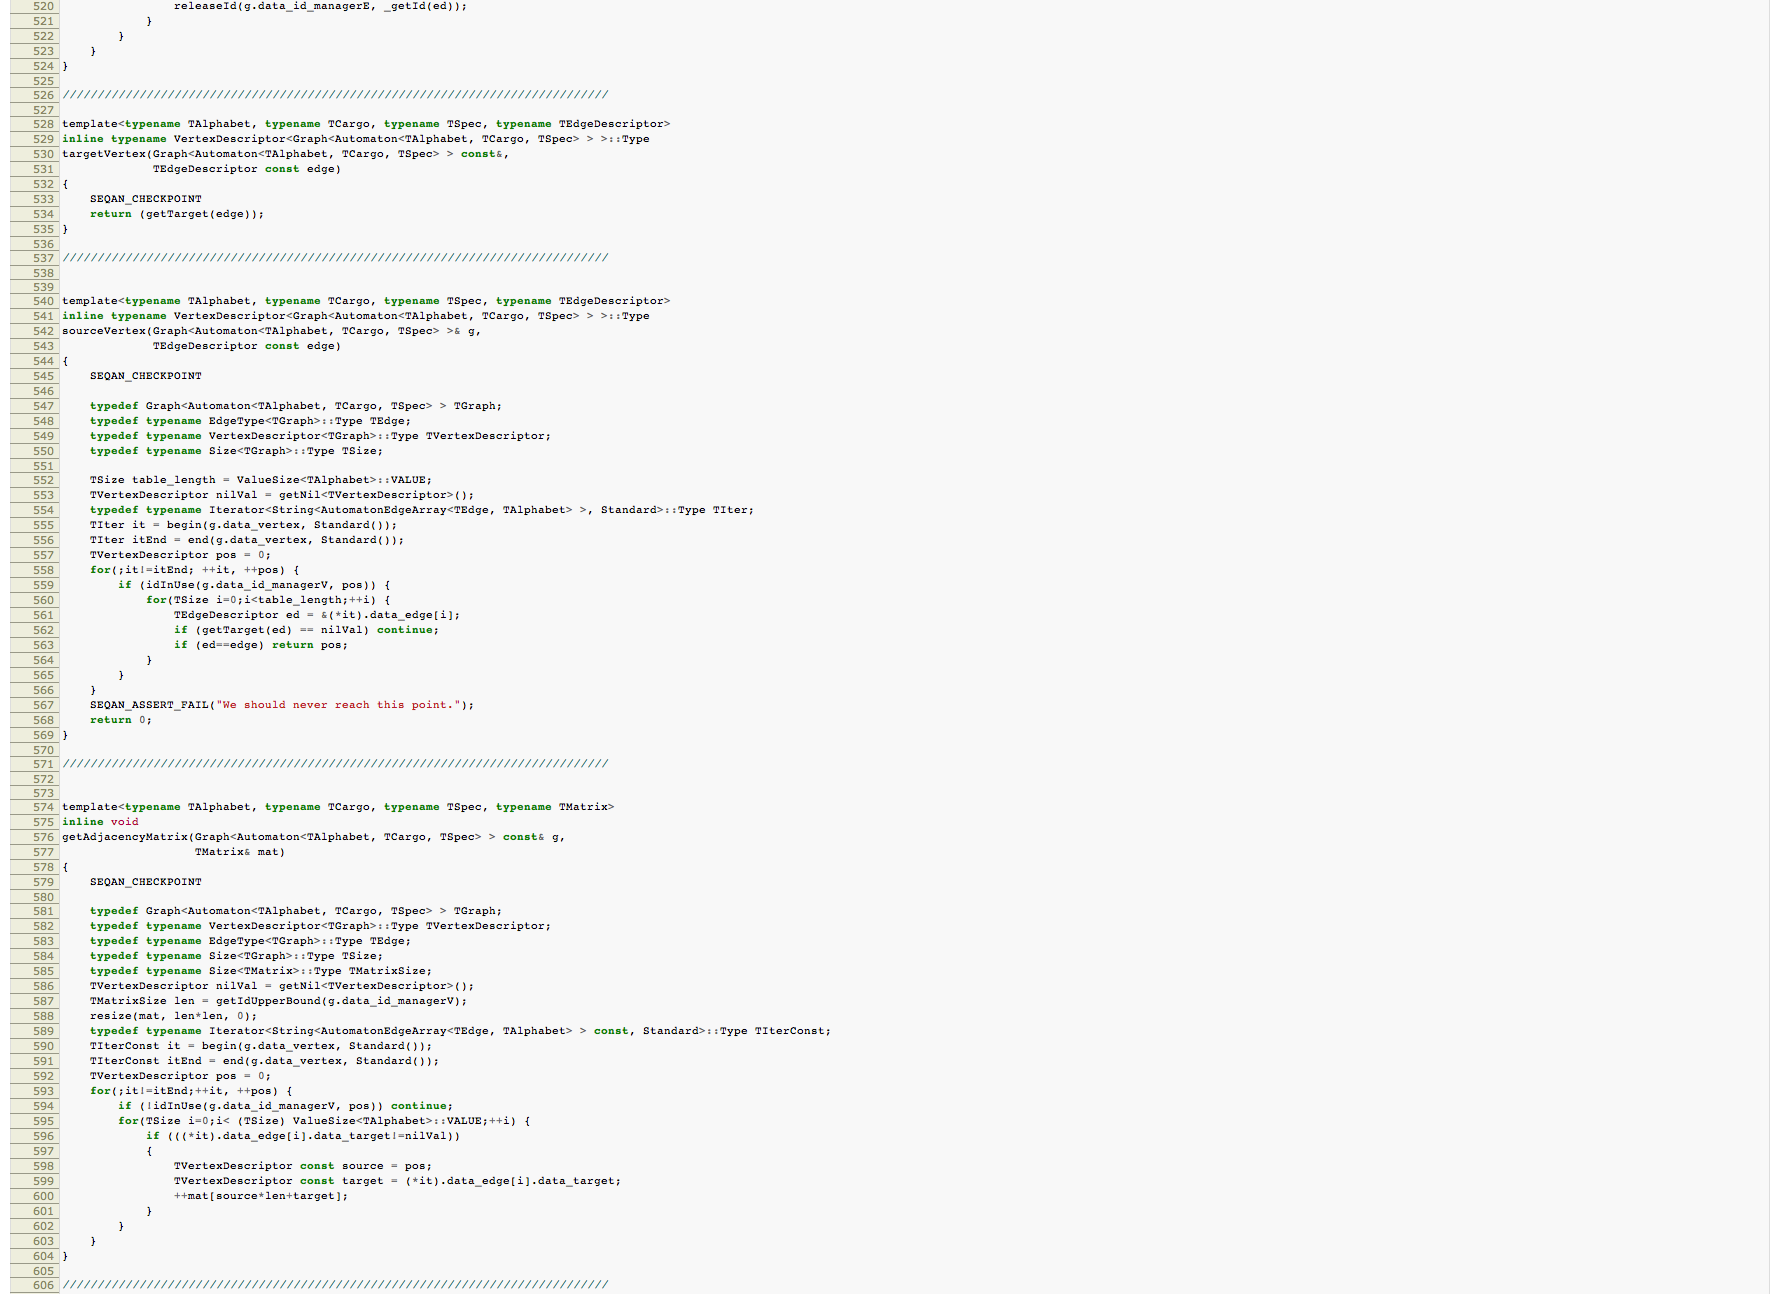 520                 releaseId(g.data_id_managerE, _getId(ed));
521             }
522         }
523     }
524 }
525
526 //////////////////////////////////////////////////////////////////////////////
527
528 template<typename TAlphabet, typename TCargo, typename TSpec, typename TEdgeDescriptor>
529 inline typename VertexDescriptor<Graph<Automaton<TAlphabet, TCargo, TSpec> > >::Type
530 targetVertex(Graph<Automaton<TAlphabet, TCargo, TSpec> > const&,
531              TEdgeDescriptor const edge)
532 {
533     SEQAN_CHECKPOINT
534     return (getTarget(edge));
535 }
536
537 //////////////////////////////////////////////////////////////////////////////
538
539
540 template<typename TAlphabet, typename TCargo, typename TSpec, typename TEdgeDescriptor>
541 inline typename VertexDescriptor<Graph<Automaton<TAlphabet, TCargo, TSpec> > >::Type
542 sourceVertex(Graph<Automaton<TAlphabet, TCargo, TSpec> >& g,
543              TEdgeDescriptor const edge)
544 {
545     SEQAN_CHECKPOINT
546
547     typedef Graph<Automaton<TAlphabet, TCargo, TSpec> > TGraph;
548     typedef typename EdgeType<TGraph>::Type TEdge;
549     typedef typename VertexDescriptor<TGraph>::Type TVertexDescriptor;
550     typedef typename Size<TGraph>::Type TSize;
551
552     TSize table_length = ValueSize<TAlphabet>::VALUE;
553     TVertexDescriptor nilVal = getNil<TVertexDescriptor>();
554     typedef typename Iterator<String<AutomatonEdgeArray<TEdge, TAlphabet> >, Standard>::Type TIter;
555     TIter it = begin(g.data_vertex, Standard());
556     TIter itEnd = end(g.data_vertex, Standard());
557     TVertexDescriptor pos = 0;
558     for(;it!=itEnd; ++it, ++pos) {
559         if (idInUse(g.data_id_managerV, pos)) {
560             for(TSize i=0;i<table_length;++i) {
561                 TEdgeDescriptor ed = &(*it).data_edge[i];
562                 if (getTarget(ed) == nilVal) continue;
563                 if (ed==edge) return pos;
564             }
565         }
566     }
567     SEQAN_ASSERT_FAIL("We should never reach this point.");
568     return 0;
569 }
570
571 //////////////////////////////////////////////////////////////////////////////
572
573
574 template<typename TAlphabet, typename TCargo, typename TSpec, typename TMatrix>
575 inline void
576 getAdjacencyMatrix(Graph<Automaton<TAlphabet, TCargo, TSpec> > const& g,
577                    TMatrix& mat)
578 {
579     SEQAN_CHECKPOINT
580
581     typedef Graph<Automaton<TAlphabet, TCargo, TSpec> > TGraph;
582     typedef typename VertexDescriptor<TGraph>::Type TVertexDescriptor;
583     typedef typename EdgeType<TGraph>::Type TEdge;
584     typedef typename Size<TGraph>::Type TSize;
585     typedef typename Size<TMatrix>::Type TMatrixSize;
586     TVertexDescriptor nilVal = getNil<TVertexDescriptor>();
587     TMatrixSize len = getIdUpperBound(g.data_id_managerV);
588     resize(mat, len*len, 0);
589     typedef typename Iterator<String<AutomatonEdgeArray<TEdge, TAlphabet> > const, Standard>::Type TIterConst;
590     TIterConst it = begin(g.data_vertex, Standard());
591     TIterConst itEnd = end(g.data_vertex, Standard());
592     TVertexDescriptor pos = 0;
593     for(;it!=itEnd;++it, ++pos) {
594         if (!idInUse(g.data_id_managerV, pos)) continue;
595         for(TSize i=0;i< (TSize) ValueSize<TAlphabet>::VALUE;++i) {
596             if (((*it).data_edge[i].data_target!=nilVal))
597             {
598                 TVertexDescriptor const source = pos;
599                 TVertexDescriptor const target = (*it).data_edge[i].data_target;
600                 ++mat[source*len+target];
601             }
602         }
603     }
604 }
605
606 //////////////////////////////////////////////////////////////////////////////